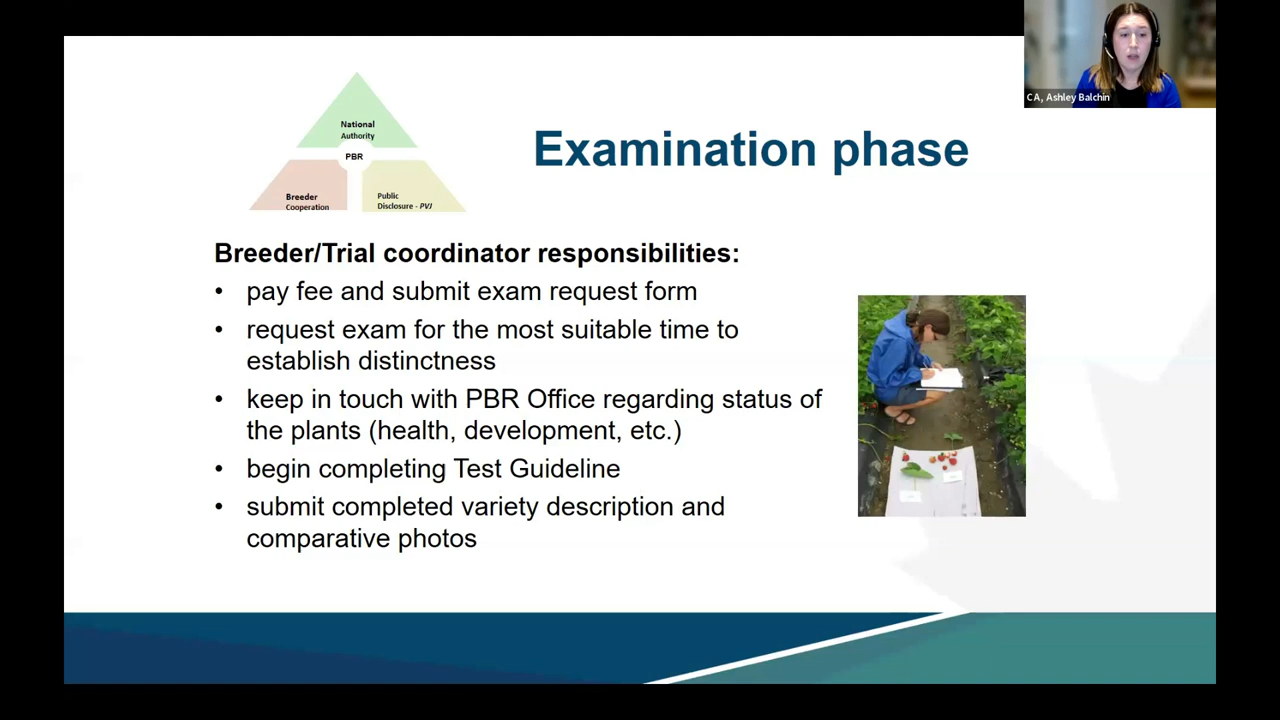 CA, Ashley Balchin
National
Authority
PBR
Breeder
Cooperation
Public
Disclosure - PVJ
Examination phase
Breeder/Trial coordinator responsibilities:
• pay fee and submit exam request form
• request exam for the most suitable time to
establish distinctness
• keep in touch with PBR Office regarding status of
the plants (health, development, etc.)
• begin completing Test Guideline
• submit completed variety description and
comparative photos